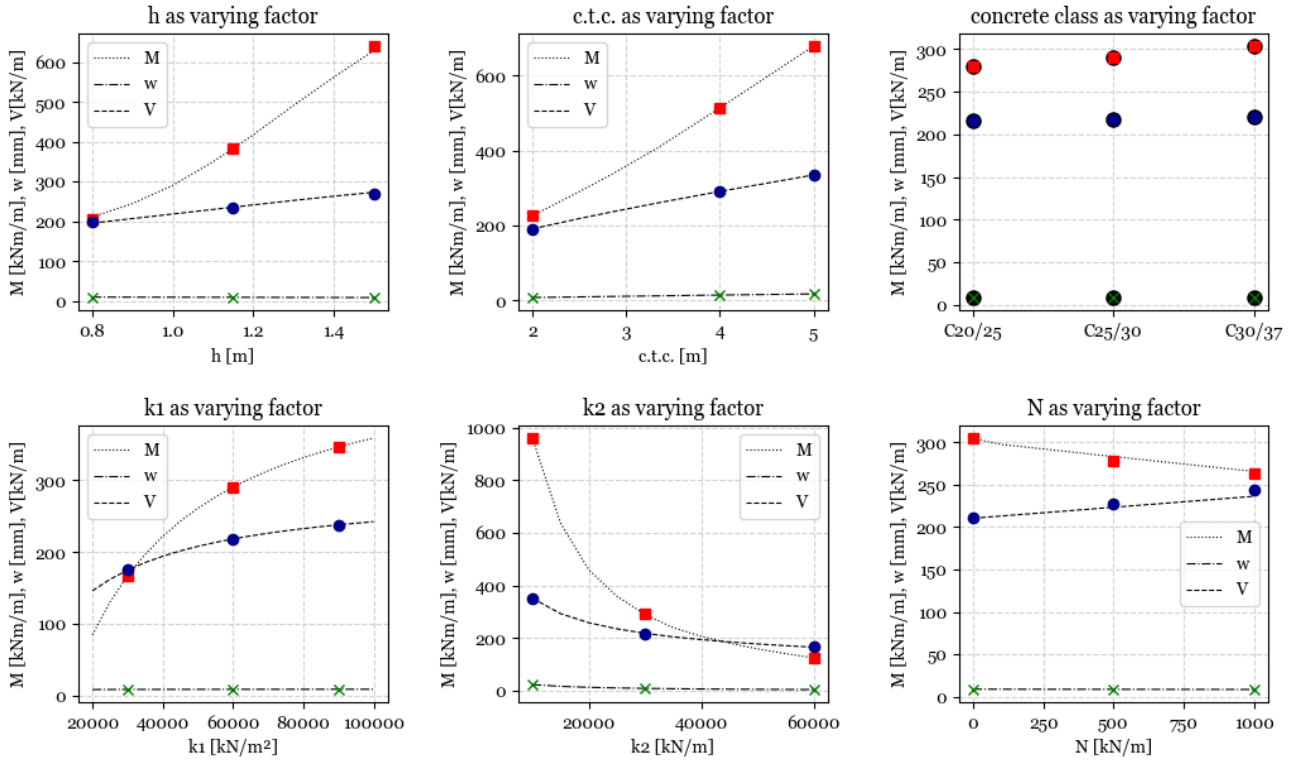 h as varying factor
M [kNm/m], w [mm], V[kN/m]
600
500
400
300
200
100
0
M
w
V
0.8
1.0
1.2
1.4
h [m]
c.t.c. as varying factor
M [kNm/m], w [mm], V[kN/m]
600
400
200
0
M
w
V
2
3
4
5
c.t.c. [m]
concrete class as varying factor
M [kNm/m], w [mm], V[kN/m]
300
250
200
150
100
50
0
C20/25
C25/30
C30/37
k1 as varying factor
M [kNm/m], w [mm], V[kN/m]
300
200
100
0
M
w
V
20000
40000
60000
80000
100000
k1 [kN/m²]
k2 as varying factor
M [kNm/m], w [mm], V[kN/m]
1000
800
600
400
200
0
M
w
V
20000
40000
60000
k2 [kN/m]
N as varying factor
M [kNm/m], w [mm], V[kN/m]
300
250
200
150
100
50
0
M
w
V
0
250
500
750
1000
N [kN/m]